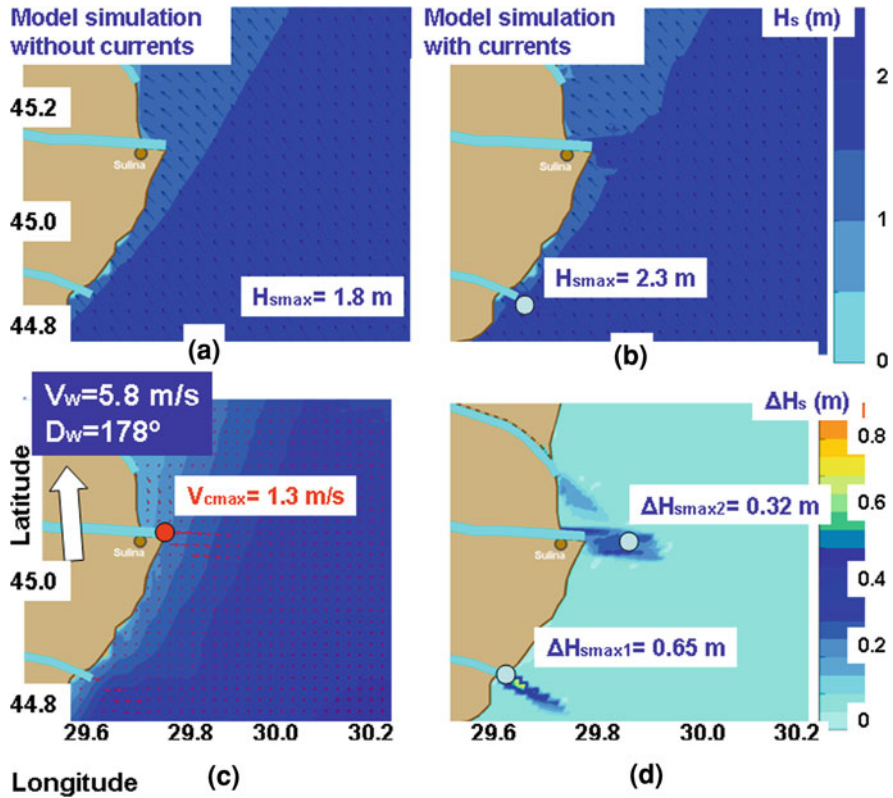 Model simulation
without currents
Model simulation
with currents
Hs (m)
45.2
45.0
44.8
Sulina
Hsmax= 1.8 m
(a)
Sulina
Hsmax= 2.3 m
(b)
2
1
0
Vw=5.8 m/s
Dw=178º
Latitude
Vcmax= 1.3 m/s
Sulina
45.0
44.8
29.6
29.8
30.0
30.2
Longitude
(c)
ΔHs (m)
ΔHsmax2= 0.32 m
Sulina
ΔHsmax1= 0.65 m
0.8
0.6
0.4
0.2
0
29.6
29.8
30.0
30.2
(d)